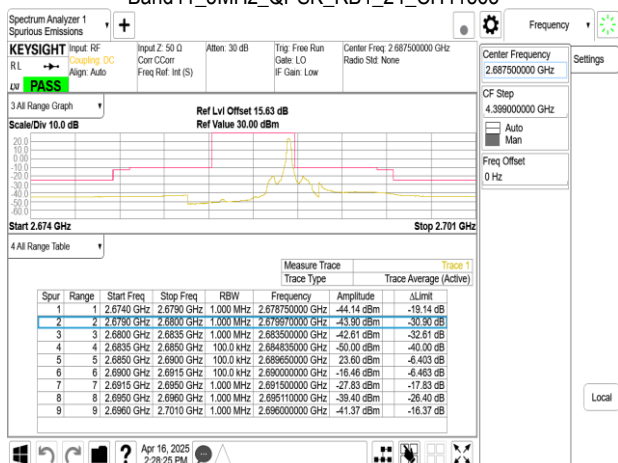 Spectrum Analyzer 1
Spurious Emissions
+
Frequency
KEYSIGHT
Input: RF
Coupling: DC
Align: Auto
Input Z: 50 Ω
Corr CCorr
Freq Ref: Int (S)
Atten: 30 dB
Trig: Free Run
Gate: LO
IF Gain: Low
Center Freq: 2.687500000 GHz
Radio Std: None
RL
LXI
PASS
Center Frequency
2.687500000 GHz
Settings
CF Step
4.399000000 GHz
Auto
Man
Freq Offset
0 Hz
Local
3 All Range Graph
Scale/Div 10.0 dB
Ref Lvl Offset 15.63 dB
Ref Value 30.00 dBm
20.0
10.0
0.00
-10.0
-20.0
-30.0
-40.0
-50.0
-60.0
Start 2.674 GHz
Stop 2.701 GHz
4 All Range Table
Measure Trace Trace 1
Trace Type Trace Average (Active)
Spur Range Start Freq Stop Freq RBW Frequency Amplitude ΔLimit
1 1 2.6740 GHz 2.6790 GHz 1.000 MHz 2.678750000 GHz -44.14 dBm -19.14 dB
2 2 2.6790 GHz 2.6800 GHz 1.000 MHz 2.679970000 GHz -43.90 dBm -30.90 dB
3 3 2.6800 GHz 2.6835 GHz 1.000 MHz 2.683500000 GHz -42.61 dBm -32.61 dB
4 4 2.6835 GHz 2.6850 GHz 100.0 kHz 2.684835000 GHz -50.00 dBm -40.00 dB
5 5 2.6850 GHz 2.6900 GHz 100.0 kHz 2.689650000 GHz 23.60 dBm -6.403 dB
6 6 2.6900 GHz 2.6915 GHz 100.0 kHz 2.690000000 GHz -16.46 dBm -6.463 dB
7 7 2.6915 GHz 2.6950 GHz 1.000 MHz 2.691500000 GHz -27.83 dBm -17.83 dB
8 8 2.6950 GHz 2.6960 GHz 1.000 MHz 2.695110000 GHz -39.40 dBm -26.40 dB
9 9 2.6960 GHz 2.7010 GHz 1.000 MHz 2.696000000 GHz -41.37 dBm -16.37 dB
?
Apr 16, 2025
2:28:25 PM